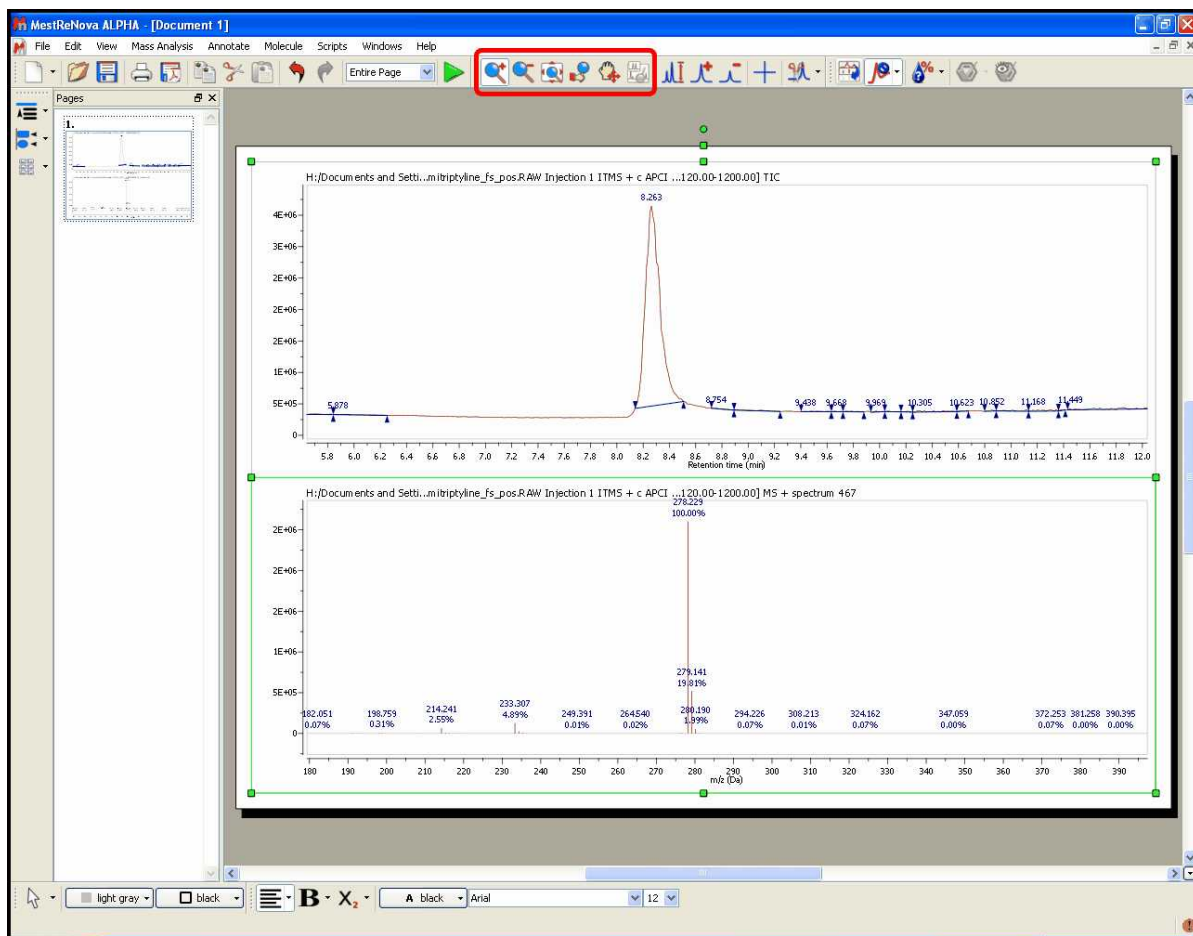 MestReNova ALPHA - [Document 1]
File Edit View Mass Analysis Annotate Molecule Scripts Windows Help
Entire Page
Pages
1.
H:/Documents and Setti...mitriptyline_fs_pos.RAW Injection 1 ITMS + c APCI ...120.00-1200.00] TIC
8.263
4E+06
3E+06
2E+06
2E+06
1E+06
5E+05
0
5.878 8.754 9.438 9.668 9.969 10.305 10.623 10.852 11.168 11.449
5.8 6.0 6.2 6.4 6.6 6.8 7.0 7.2 7.4 7.6 7.8 8.0 8.2 8.4 8.6 8.8 9.0 9.2 9.4 9.6 9.8 10.0 10.2 10.4 10.6 10.8 11.0 11.2 11.4 11.6 11.8 12.0
Retention time (min)
H:/Documents and Setti...mitriptyline_fs_pos.RAW Injection 1 ITMS + c APCI ...120.00-1200.00] MS + spectrum 467
278.229
100.00%
2E+06
2E+06
2E+06
1E+06
279.141
19.81%
5E+05
182.051 198.759 214.241 233.307 249.391 264.540 280.190 294.226 308.213 324.162 347.059 372.253 381.258 390.395
0.07% 0.31% 2.55% 4.89% 0.01% 0.02% 1.99% 0.07% 0.01% 0.07% 0.00% 0.07% 0.00% 0.00%
0
180 190 200 210 220 230 240 250 260 270 280 290 300 310 320 330 340 350 360 370 380 390
m/z (Da)
light gray black B X2 A black Arial 12